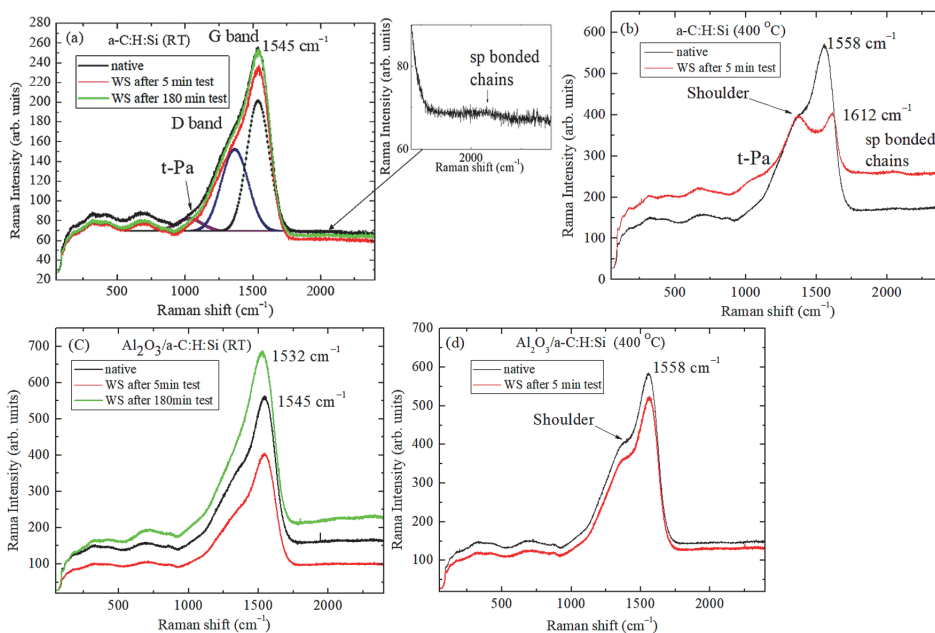 (a)
a-C:H:Si (RT)
native
WS after 5 min test
WS after 180 min test
G band
1545 cm⁻¹
D band
t-Pa
280
260
240
220
200
180
160
140
120
100
80
60
40
20
Rama Intensity (arb. units)
500
1000
1500
2000
Raman shift (cm⁻¹)
80
60
Rama Intensity (arb. units)
sp bonded
chains
2000
Raman shift (cm⁻¹)
(b)
a-C:H:Si (400 °C)
native
WS after 5 min test
1558 cm⁻¹
Shoulder
1612 cm⁻¹
t-Pa
sp bonded
chains
600
500
400
300
200
100
0
Rama Intensity (arb. units)
500
1000
1500
2000
Raman shift (cm⁻¹)
(C)
Al₂O₃/a-C:H:Si (RT)
native
WS after 5min test
WS after 180min test
1532 cm⁻¹
1545 cm⁻¹
700
600
500
400
300
200
100
Rama Intensity (arb. units)
500
1000
1500
2000
Raman shift (cm⁻¹)
(d)
Al₂O₃/a-C:H:Si (400 °C)
native
WS after 5 min test
1558 cm⁻¹
Shoulder
700
600
500
400
300
200
100
Rama Intensity (arb. units)
500
1000
1500
2000
Raman shift (cm⁻¹)